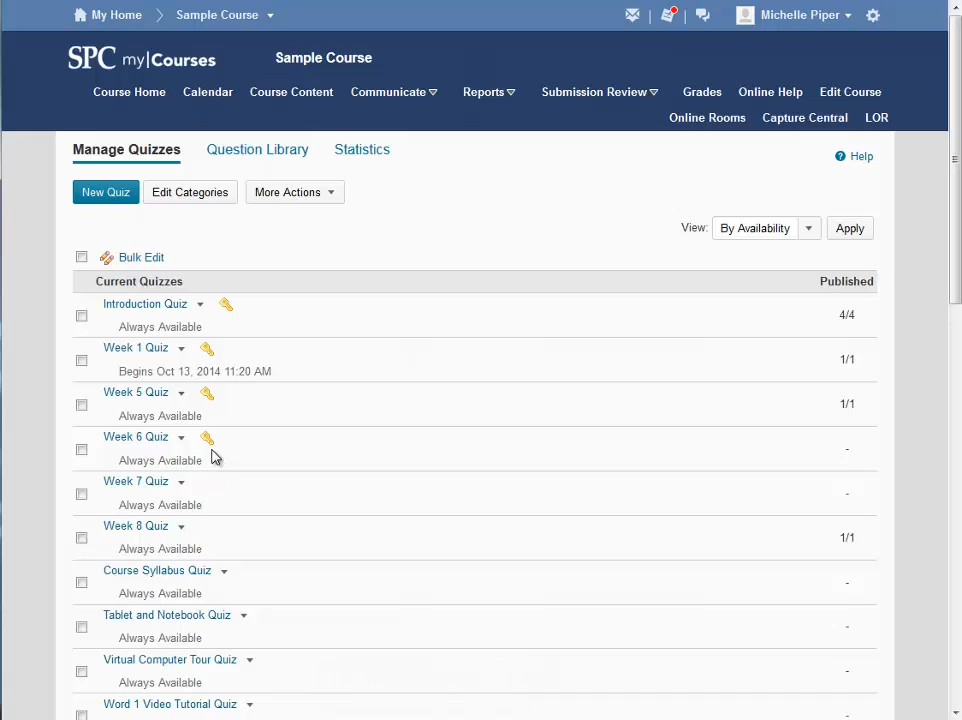 My Home Sample Course Michelle Piper
SPC my|Courses Sample Course
Course Home Calendar Course Content Communicate Reports Submission Review Grades Online Help Edit Course
Online Rooms Capture Central LOR
Manage Quizzes Question Library Statistics
Help
New Quiz Edit Categories More Actions
View: By Availability Apply
Bulk Edit
Current Quizzes Published
Introduction Quiz
Always Available 4/4
Week 1 Quiz
Begins Oct 13, 2014 11:20 AM 1/1
Week 5 Quiz
Always Available 1/1
Week 6 Quiz
Always Available -
Week 7 Quiz
Always Available -
Week 8 Quiz
Always Available 1/1
Course Syllabus Quiz
Always Available -
Tablet and Notebook Quiz
Always Available -
Virtual Computer Tour Quiz
Always Available -
Word 1 Video Tutorial Quiz
-